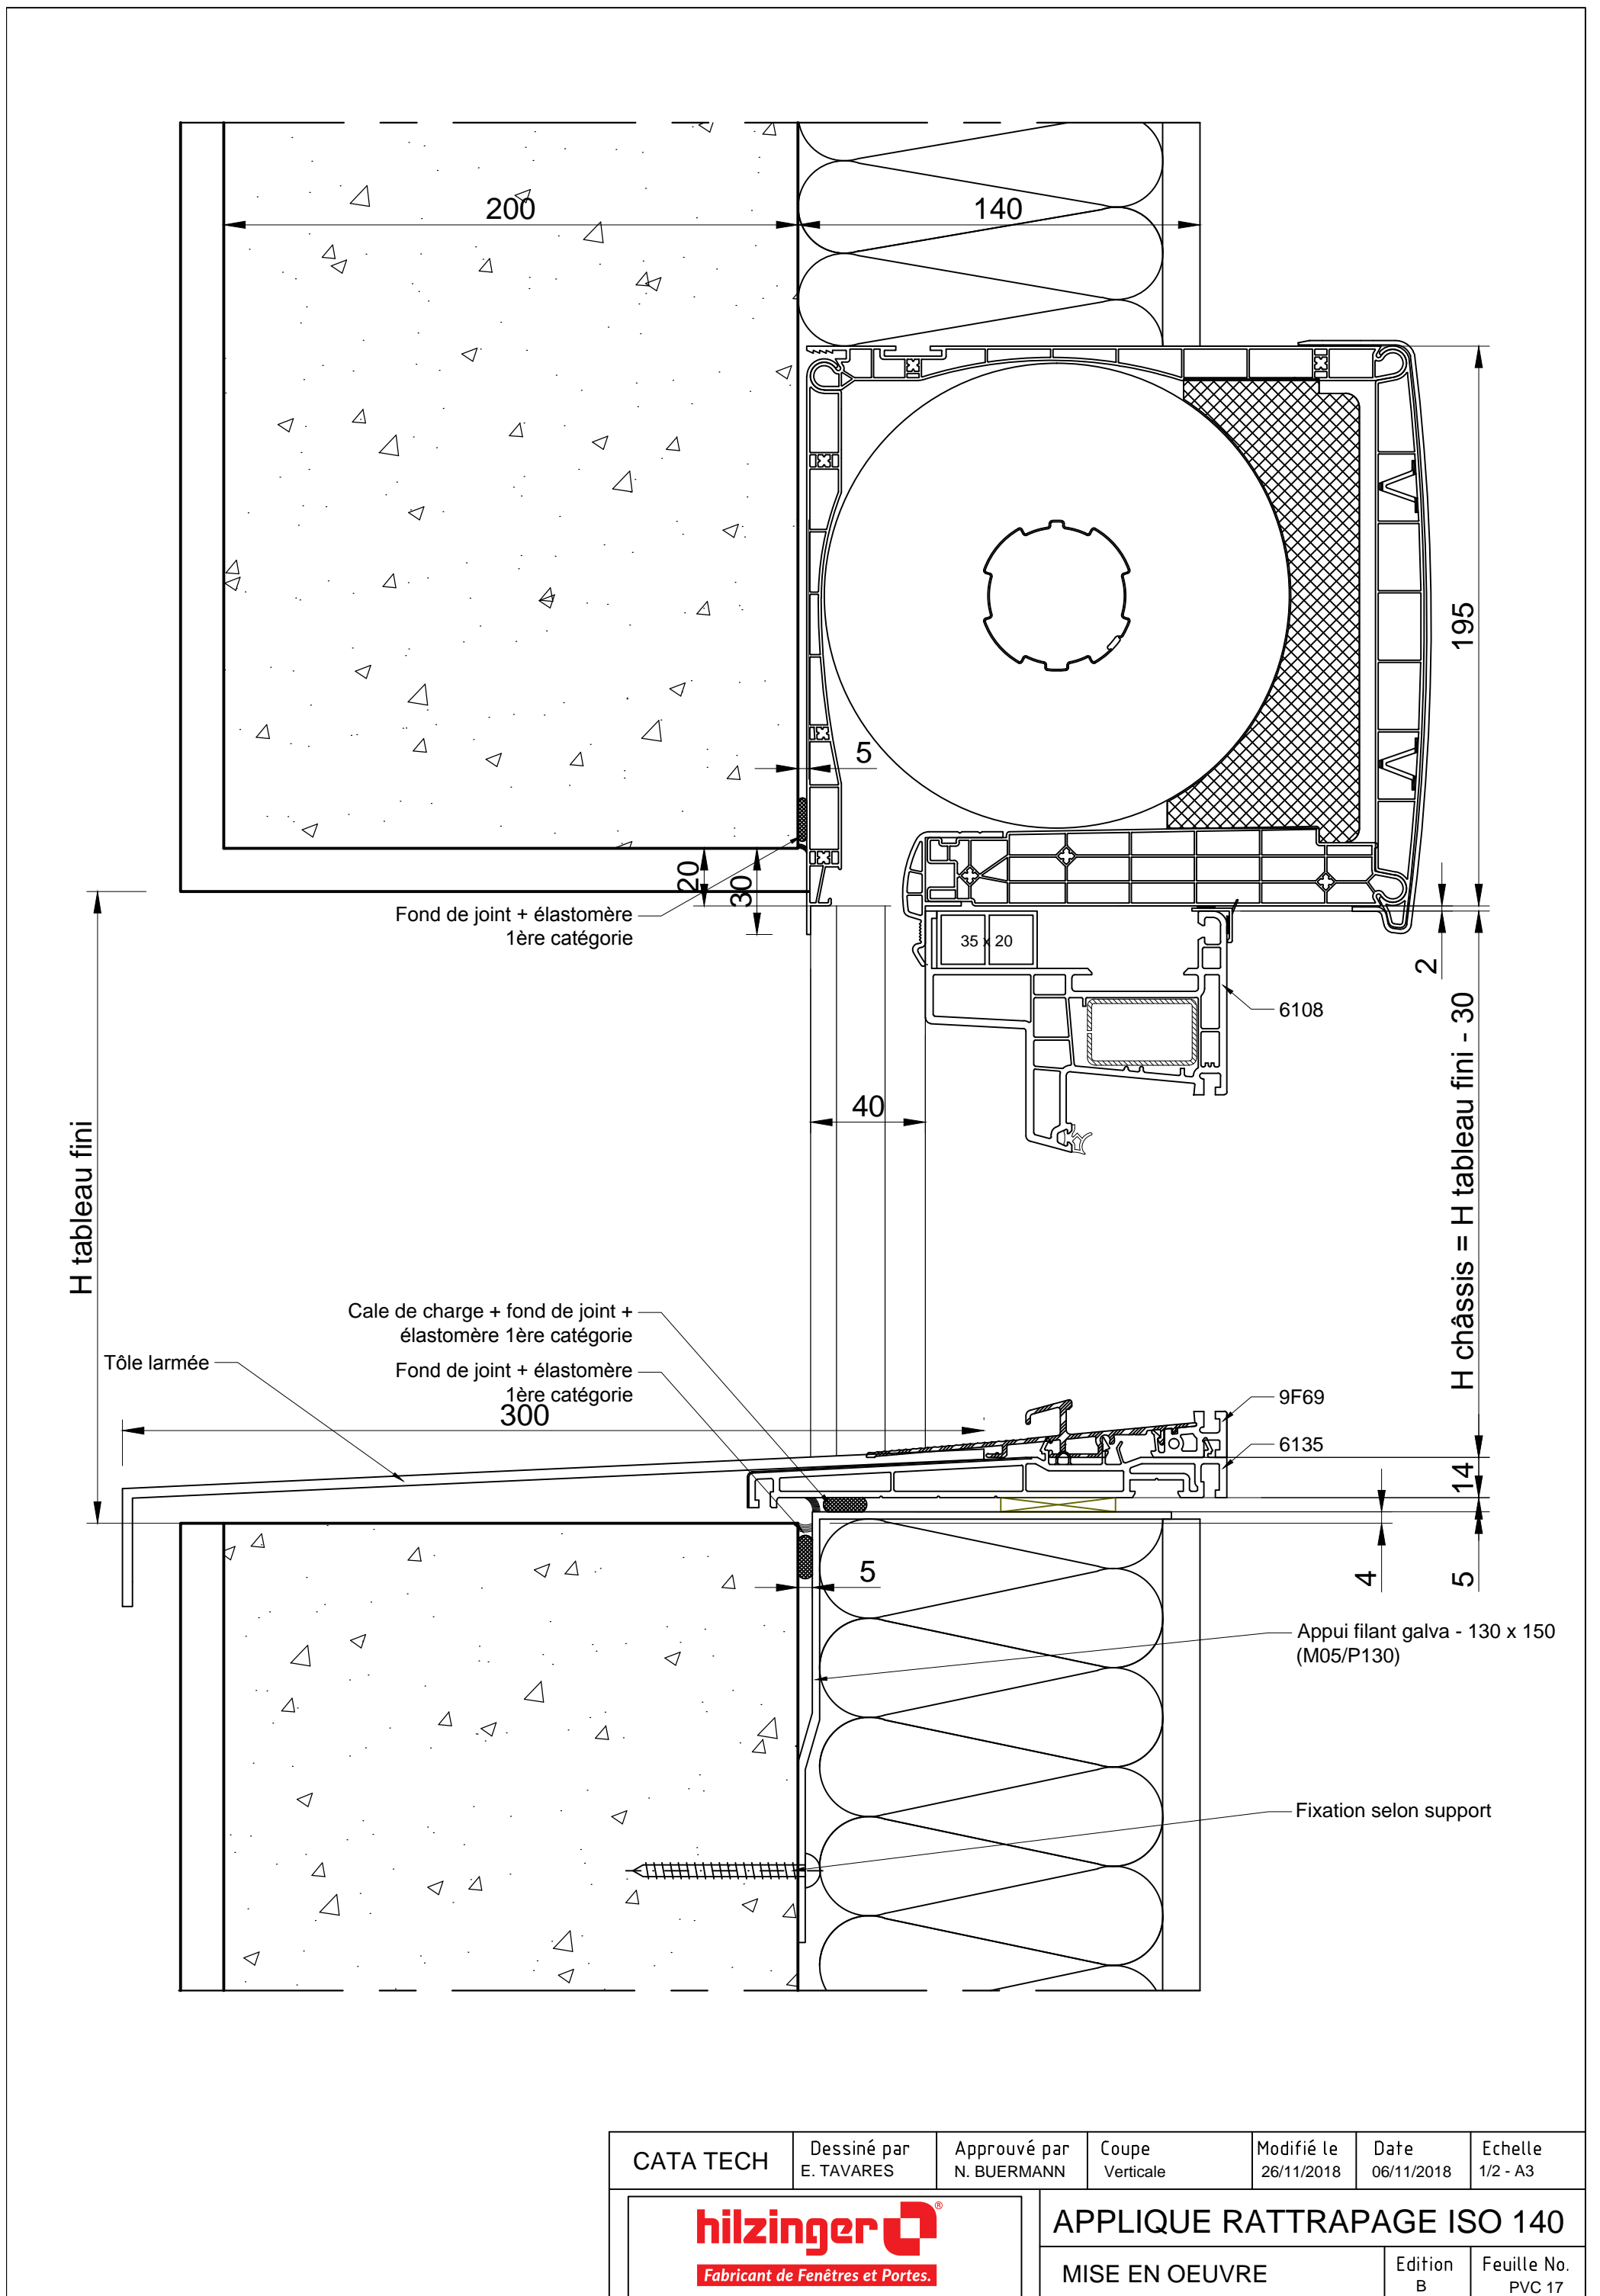 200
140
195
5
20
30
Fond de joint + élastomère
1ère catégorie
35 x 20
2
6108
H châssis = H tableau fini - 30
40
H tableau fini
Cale de charge + fond de joint +
élastomère 1ère catégorie
Tôle larmée
Fond de joint + élastomère
1ère catégorie
300
9F69
6135
14
5
4
5
Appui filant galva - 130 x 150
(M05/P130)
Fixation selon support
CATA TECH
Dessiné par
E. TAVARES
Approuvé par
N. BUERMANN
Coupe
Verticale
Modifié le
26/11/2018
Date
06/11/2018
Echelle
1/2 - A3
hilzinger ®
Fabricant de Fenêtres et Portes.
APPLIQUE RATTRAPAGE ISO 140
MISE EN OEUVRE
Edition
B
Feuille No.
PVC 17